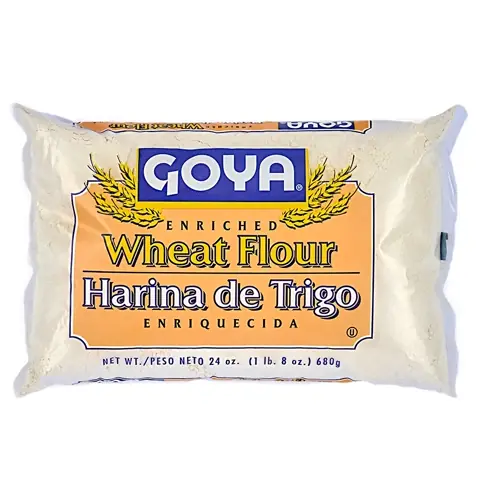 GOYA®
ENRICHED
Wheat Flour
Harina de Trigo
ENRIQUECIDA
U
NET WT./PESO NETO 24 oz. (1 lb. 8 oz.) 680g